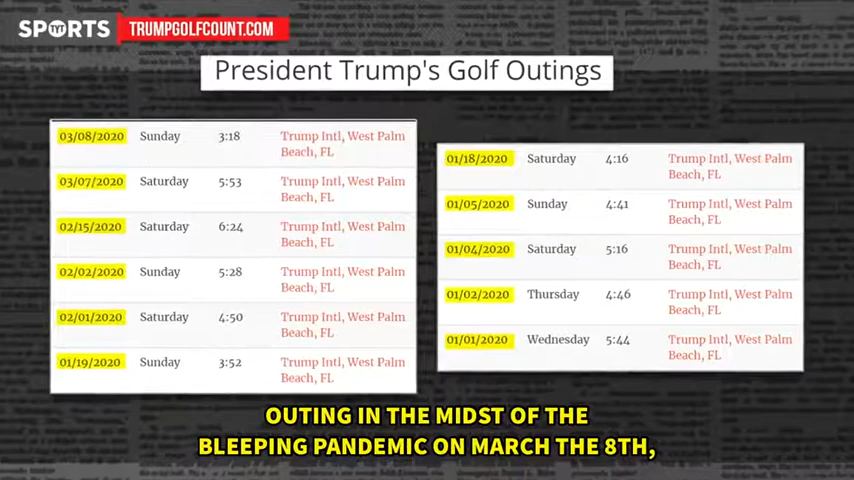 SPORTS TYT TRUMPGOLFCOUNT.COM
President Trump's Golf Outings
03/08/2020 Sunday 3:18 Trump Intl, West Palm
Beach, FL
03/07/2020 Saturday 5:53 Trump Intl, West Palm
Beach, FL
02/15/2020 Saturday 6:24 Trump Intl, West Palm
Beach, FL
02/02/2020 Sunday 5:28 Trump Intl, West Palm
Beach, FL
02/01/2020 Saturday 4:50 Trump Intl, West Palm
Beach, FL
01/19/2020 Sunday 3:52 Trump Intl, West Palm
Beach, FL
01/18/2020 Saturday 4:16 Trump Intl, West Palm
Beach, FL
01/05/2020 Sunday 4:41 Trump Intl, West Palm
Beach, FL
01/04/2020 Saturday 5:16 Trump Intl, West Palm
Beach, FL
01/02/2020 Thursday 4:46 Trump Intl, West Palm
Beach, FL
01/01/2020 Wednesday 5:44 Trump Intl, West Palm
Beach, FL
OUTING IN THE MIDST OF THE
BLEEPING PANDEMIC ON MARCH THE 8TH,